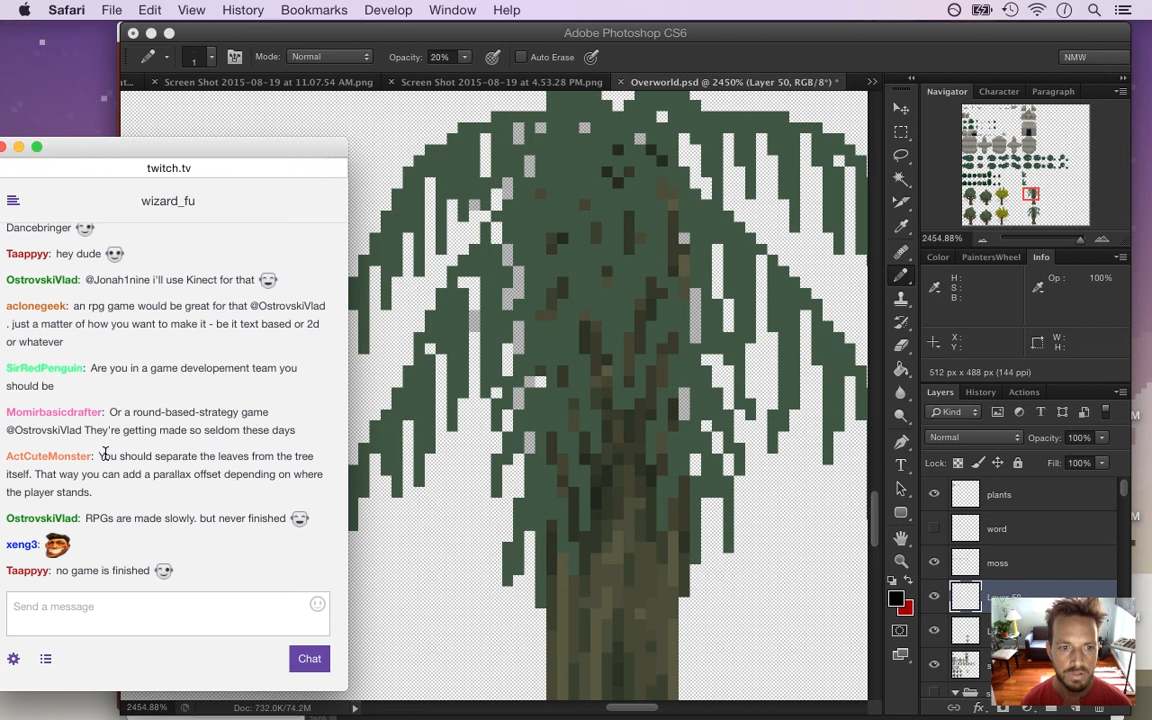 Safari File Edit View History Bookmarks Develop Window Help
Adobe Photoshop CS6
1 Mode: Normal Opacity: 20% Auto Erase NMW
Screen Shot 2015-08-19 at 11.07.54 AM.png
Screen Shot 2015-08-19 at 4.53.28 PM.png
Overworld.psd @ 2450% (Layer 50, RGB/8*) *
twitch.tv
wizard_fu
Dancebringer
Taappyy: hey dude
OstrovskiVlad: @Jonah1nine i'll use Kinect for that
aclonegeek: an rpg game would be great for that @OstrovskiVlad
. just a matter of how you want to make it - be it text based or 2d
or whatever
SirRedPenguin: Are you in a game developement team you
should be
Momirbasicdrafter: Or a round-based-strategy game
@OstrovskiVlad They're getting made so seldom these days
ActCuteMonster: You should separate the leaves from the tree
itself. That way you can add a parallax offset depending on where
the player stands.
OstrovskiVlad: RPGs are made slowly. but never finished
xeng3:
Taappyy: no game is finished
Send a message
Chat
Navigator Character Paragraph
2454.88%
Color PaintersWheel Info
H:
S:
B:
Op: 100%
X:
Y:
W:
H:
512 px x 488 px (144 ppi)
Layers History Actions
Kind
Normal Opacity: 100%
Lock: Fill: 100%
plants
word
moss
2454.88% Doc: 732.0K/74.2M